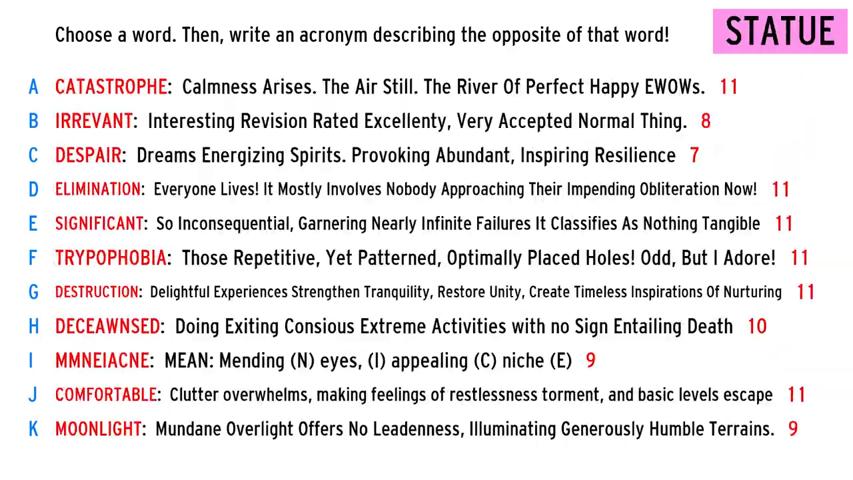 Choose a word. Then, write an acronym describing the opposite of that word!
STATUE
A CATASTROPHE: Calmness Arises. The Air Still. The River Of Perfect Happy EWOWs. 11
B IRREVANT: Interesting Revision Rated Excellenty, Very Accepted Normal Thing. 8
C DESPAIR: Dreams Energizing Spirits. Provoking Abundant, Inspiring Resilience 7
D ELIMINATION: Everyone Lives! It Mostly Involves Nobody Approaching Their Impending Obliteration Now! 11
E SIGNIFICANT: So Inconsequential, Garnering Nearly Infinite Failures It Classifies As Nothing Tangible 11
F TRYPOPHOBIA: Those Repetitive, Yet Patterned, Optimally Placed Holes! Odd, But I Adore! 11
G DESTRUCTION: Delightful Experiences Strengthen Tranquility, Restore Unity, Create Timeless Inspirations Of Nurturing 11
H DECEAWNSED: Doing Exiting Consious Extreme Activities with no Sign Entailing Death 10
I MMNEIACNE: MEAN: Mending (N) eyes, (I) appealing (C) niche (E) 9
J COMFORTABLE: Clutter overwhelms, making feelings of restlessness torment, and basic levels escape 11
K MOONLIGHT: Mundane Overlight Offers No Leadenness, Illuminating Generously Humble Terrains. 9